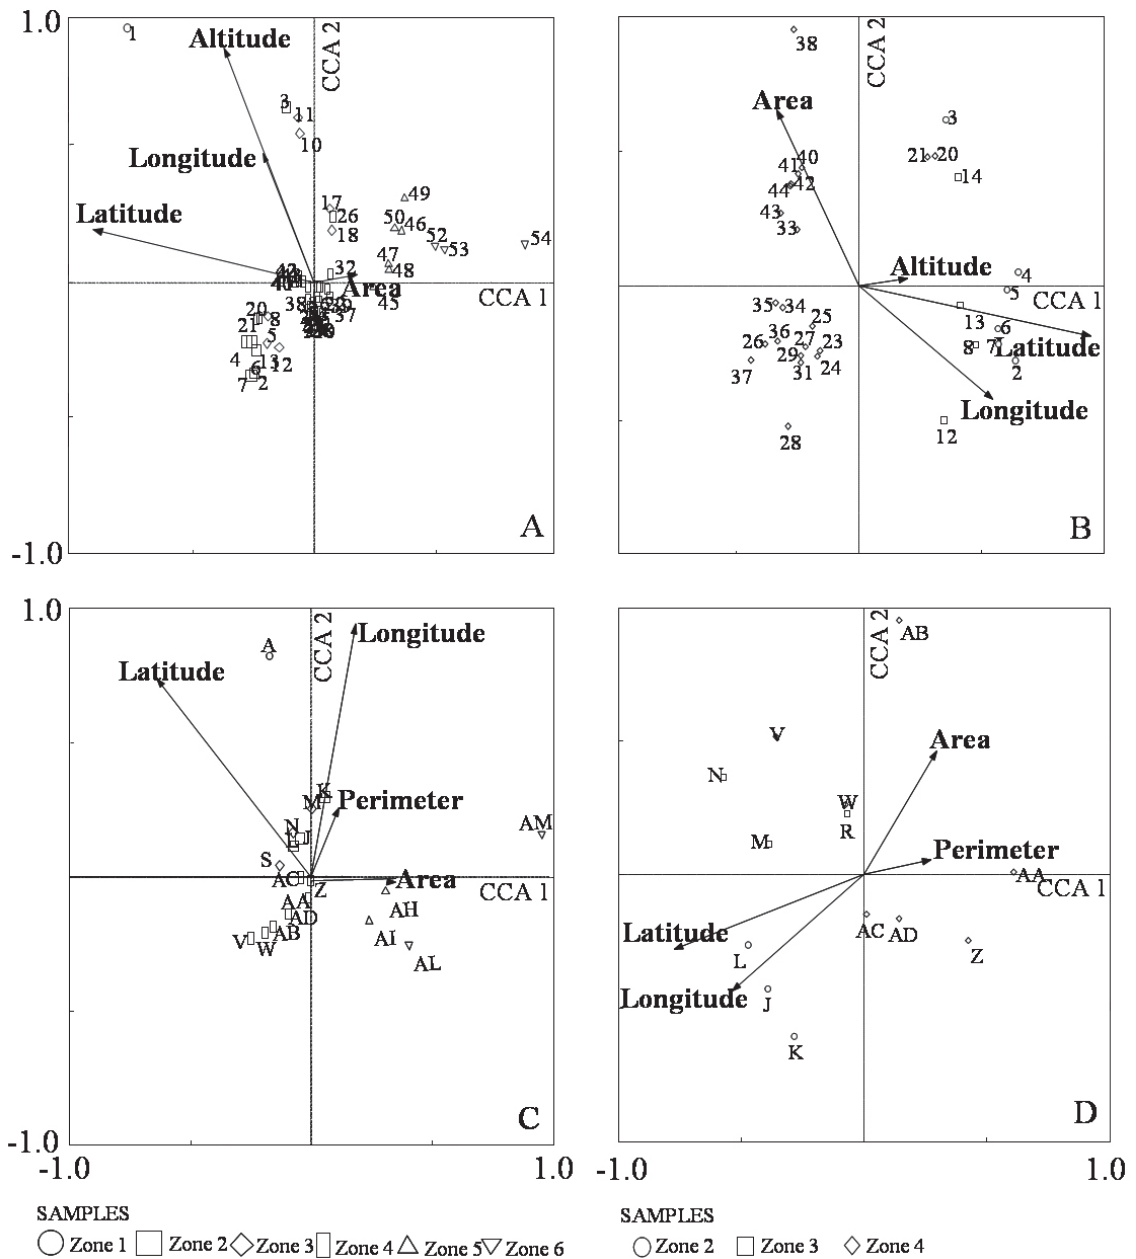 1.0
CCA 2
1
Altitude
3
11
10
Longitude
Latitude
49
17
26
50
46
18
52
53
54
47
48
32
Area
CCA 1
45
38
37
20
8
21
5
4
13
12
6
7
2
-1.0
A
38
CCA 2
Area
3
21
20
14
41
40
44
42
43
33
Altitude
4
5
CCA 1
35
34
25
13
6
Latitude
36
26
27
23
8
7
29
24
2
37
31
Longitude
28
12
B
1.0
A
CCA 2
Longitude
Latitude
K
M
Perimeter
N
J
L
AM
S
AC
Z
Area
CCA 1
AA
AH
AD
AB
AI
V
W
AL
C
-1.0
-1.0
1.0
CCA 2
AB
V
Area
N
W
R
M
Perimeter
AA
CCA 1
Latitude
AC
AD
L
Z
Longitude
J
K
D
-1.0
1.0
SAMPLES
Zone 1
Zone 2
Zone 3
Zone 4
Zone 5
Zone 6
SAMPLES
Zone 2
Zone 3
Zone 4